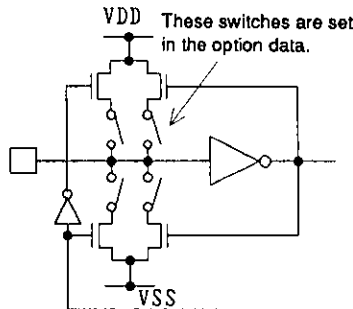 VDD
These switches are set
in the option data.
VSS